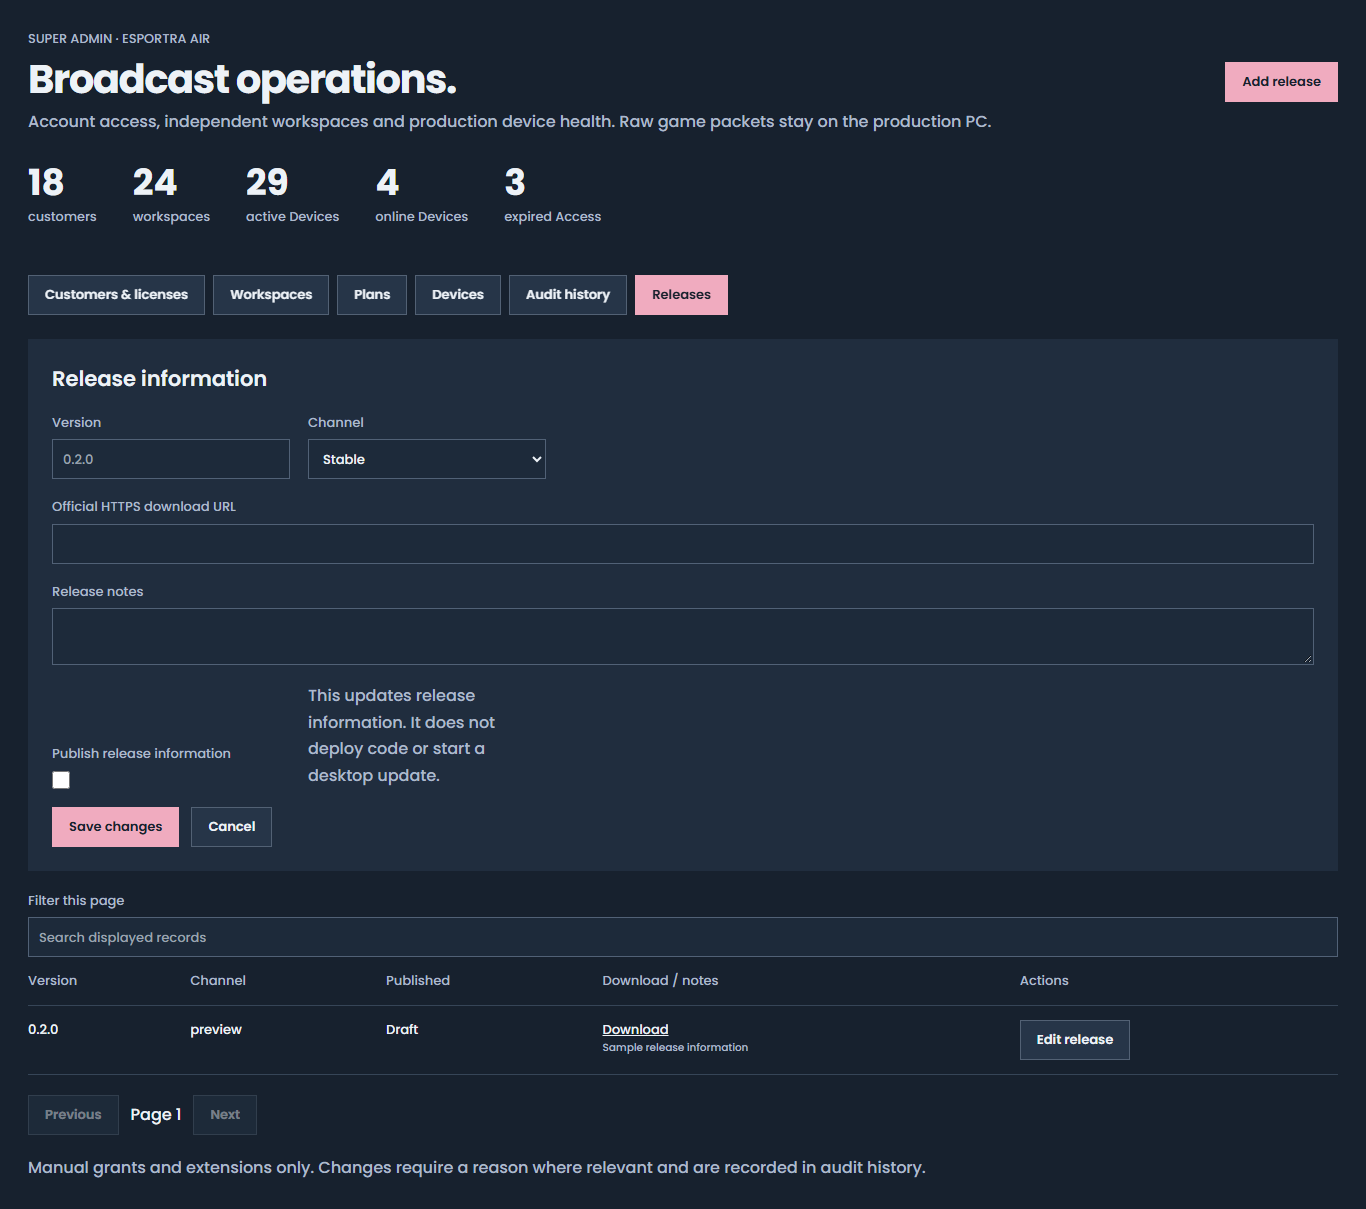 SUPER ADMIN · ESPORTRA AIR
Broadcast operations.
Add release
Account access, independent workspaces and production device health. Raw game packets stay on the production PC.
18 24 29 4 3
customers workspaces active Devices online Devices expired Access
Customers & licenses Workspaces Plans Devices Audit history Releases
Release information
Version Channel
0.2.0 Stable
Official HTTPS download URL
Release notes
This updates release
information. It does not
deploy code or start a
desktop update.
Publish release information
Save changes Cancel
Filter this page
Search displayed records
Version Channel Published Download / notes Actions
0.2.0 preview Draft Download Edit release
Sample release information
Previous Page 1 Next
Manual grants and extensions only. Changes require a reason where relevant and are recorded in audit history.